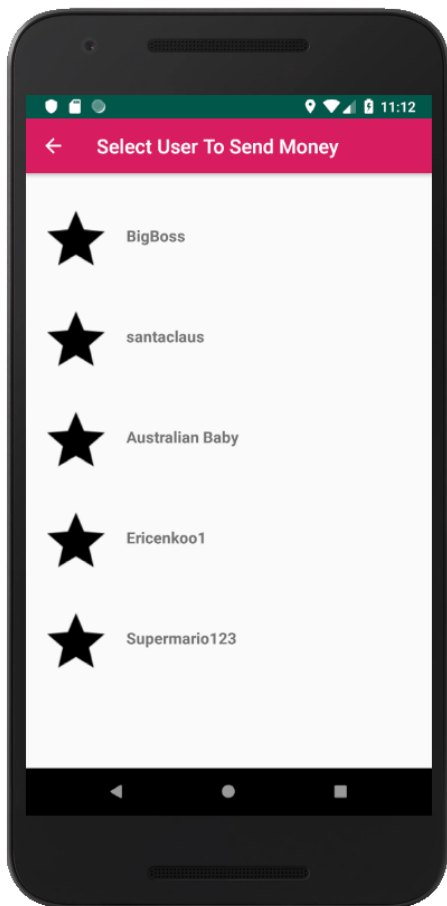 11:12
Select User To Send Money
BigBoss
santaclaus
Australian Baby
Ericenkoo1
Supermario123